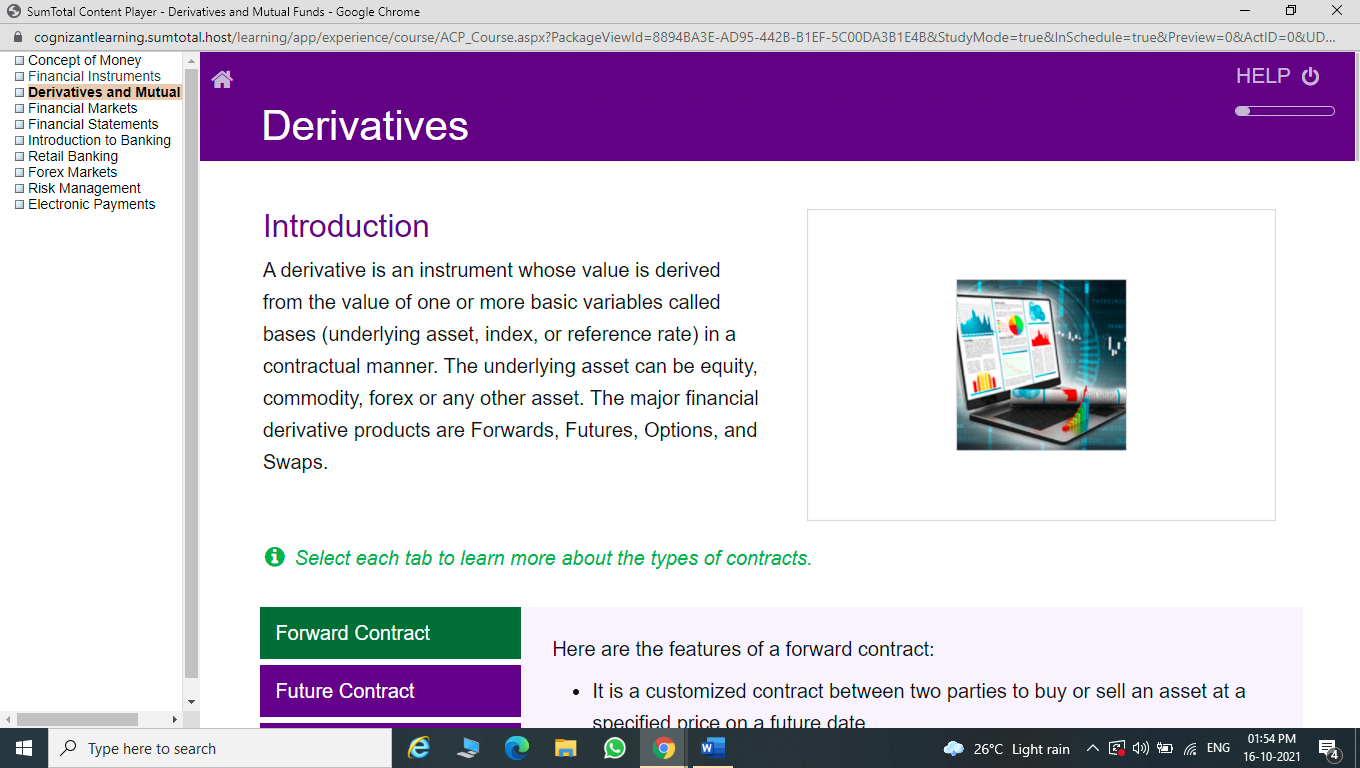 SumTotal Content Player - Derivatives and Mutual Funds - Google Chrome
cognizantlearning.sumtotal.host/learning/app/experience/course/ACP_Course.aspx?PackageViewId=8894BA3E-AD95-442B-B1EF-5C00DA3B1E4B&StudyMode=true&InSchedule=true&Preview=0&ActID=0&UD...
Concept of Money
Financial Instruments
Derivatives and Mutual
Financial Markets
Financial Statements
Introduction to Banking
Retail Banking
Forex Markets
Risk Management
Electronic Payments
HELP
Derivatives
Introduction
A derivative is an instrument whose value is derived
from the value of one or more basic variables called
bases (underlying asset, index, or reference rate) in a
contractual manner. The underlying asset can be equity,
commodity, forex or any other asset. The major financial
derivative products are Forwards, Futures, Options, and
Swaps.
Select each tab to learn more about the types of contracts.
Forward Contract
Future Contract
Here are the features of a forward contract:
• It is a customized contract between two parties to buy or sell an asset at a
specified price on a future date
Type here to search
26°C Light rain
ENG
01:54 PM
16-10-2021
4